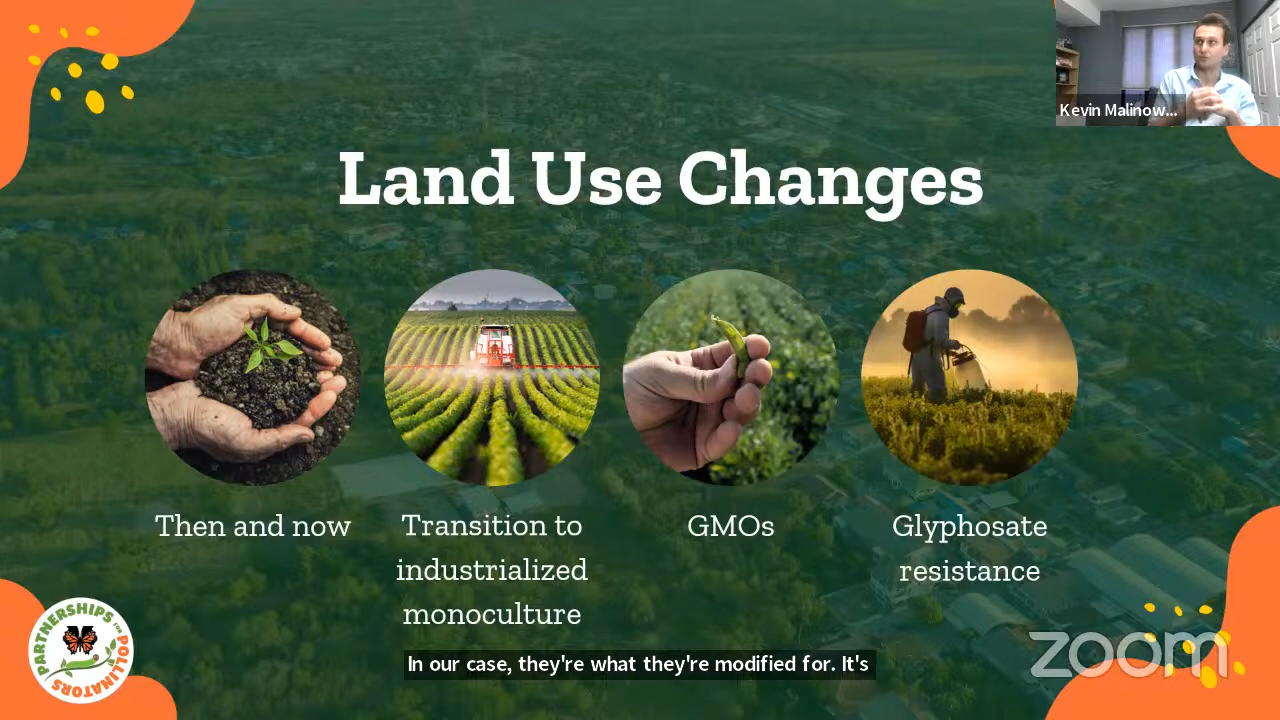 Kevin Malinow...
Land Use Changes
Then and now
Transition to
industrialized
monoculture
GMOs
Glyphosate
resistance
PARTNERSHIPS FOR POLLINATORS
In our case, they're what they're modified for. It's
zoom